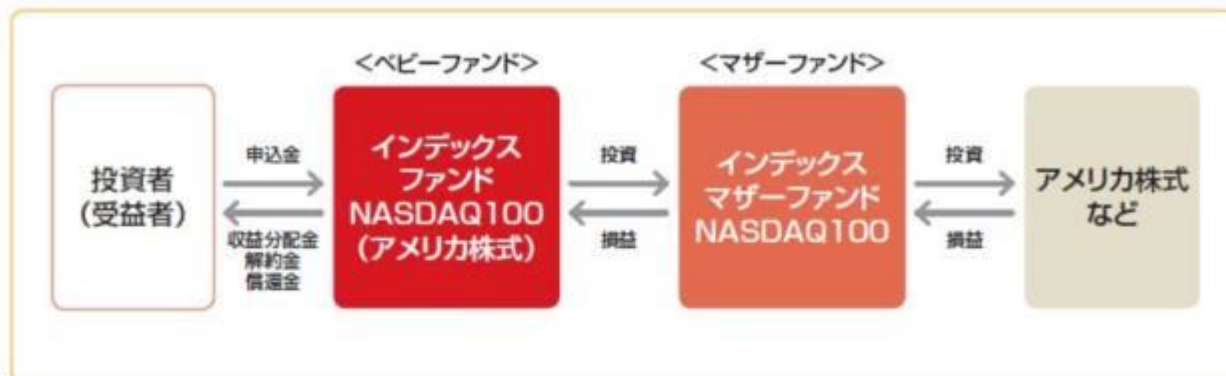 ＜ベビーファンド＞
＜マザーファンド＞
投資者
（受益者）
申込金
収益分配金
解約金
償還金
インデックス
ファンド
NASDAQ100
（アメリカ株式）
投資
損益
インデックス
マザーファンド
NASDAQ100
投資
損益
アメリカ株式
など